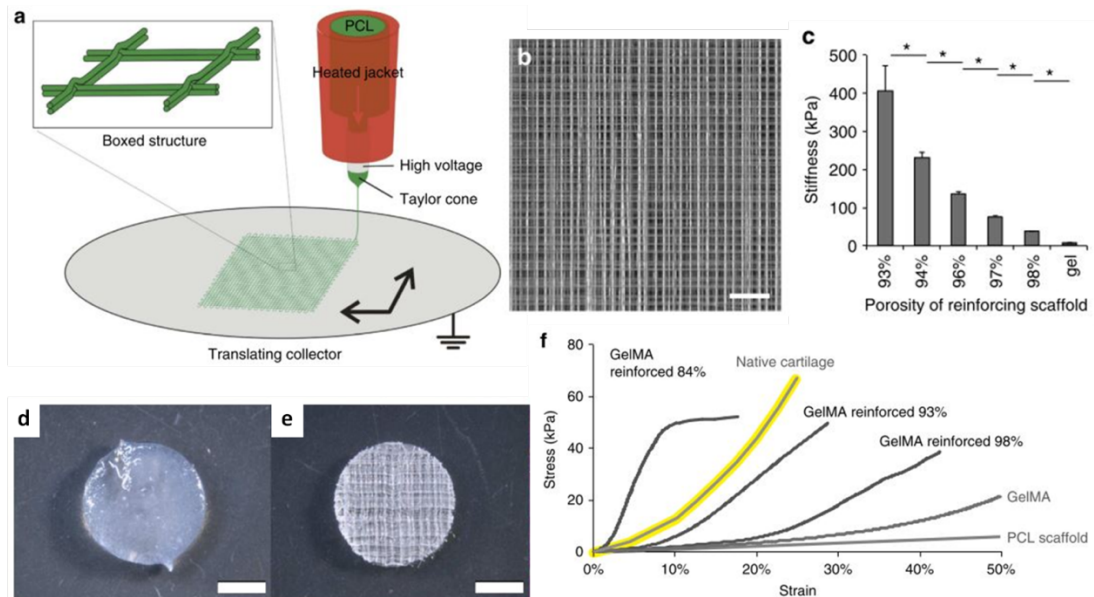 a
PCL
Heated jacket
Boxed structure
High voltage
Taylor cone
Translating collector
b
c
Stiffness (kPa)
500
400
300
200
100
0
* * * * *
93%
94%
96%
97%
98%
gel
Porosity of reinforcing scaffold
d
e
f
Stress (kPa)
80
60
40
20
0
GelMA
reinforced 84%
Native cartilage
GelMA reinforced 93%
GelMA reinforced 98%
GelMA
PCL scaffold
0%
10%
20%
30%
40%
50%
Strain